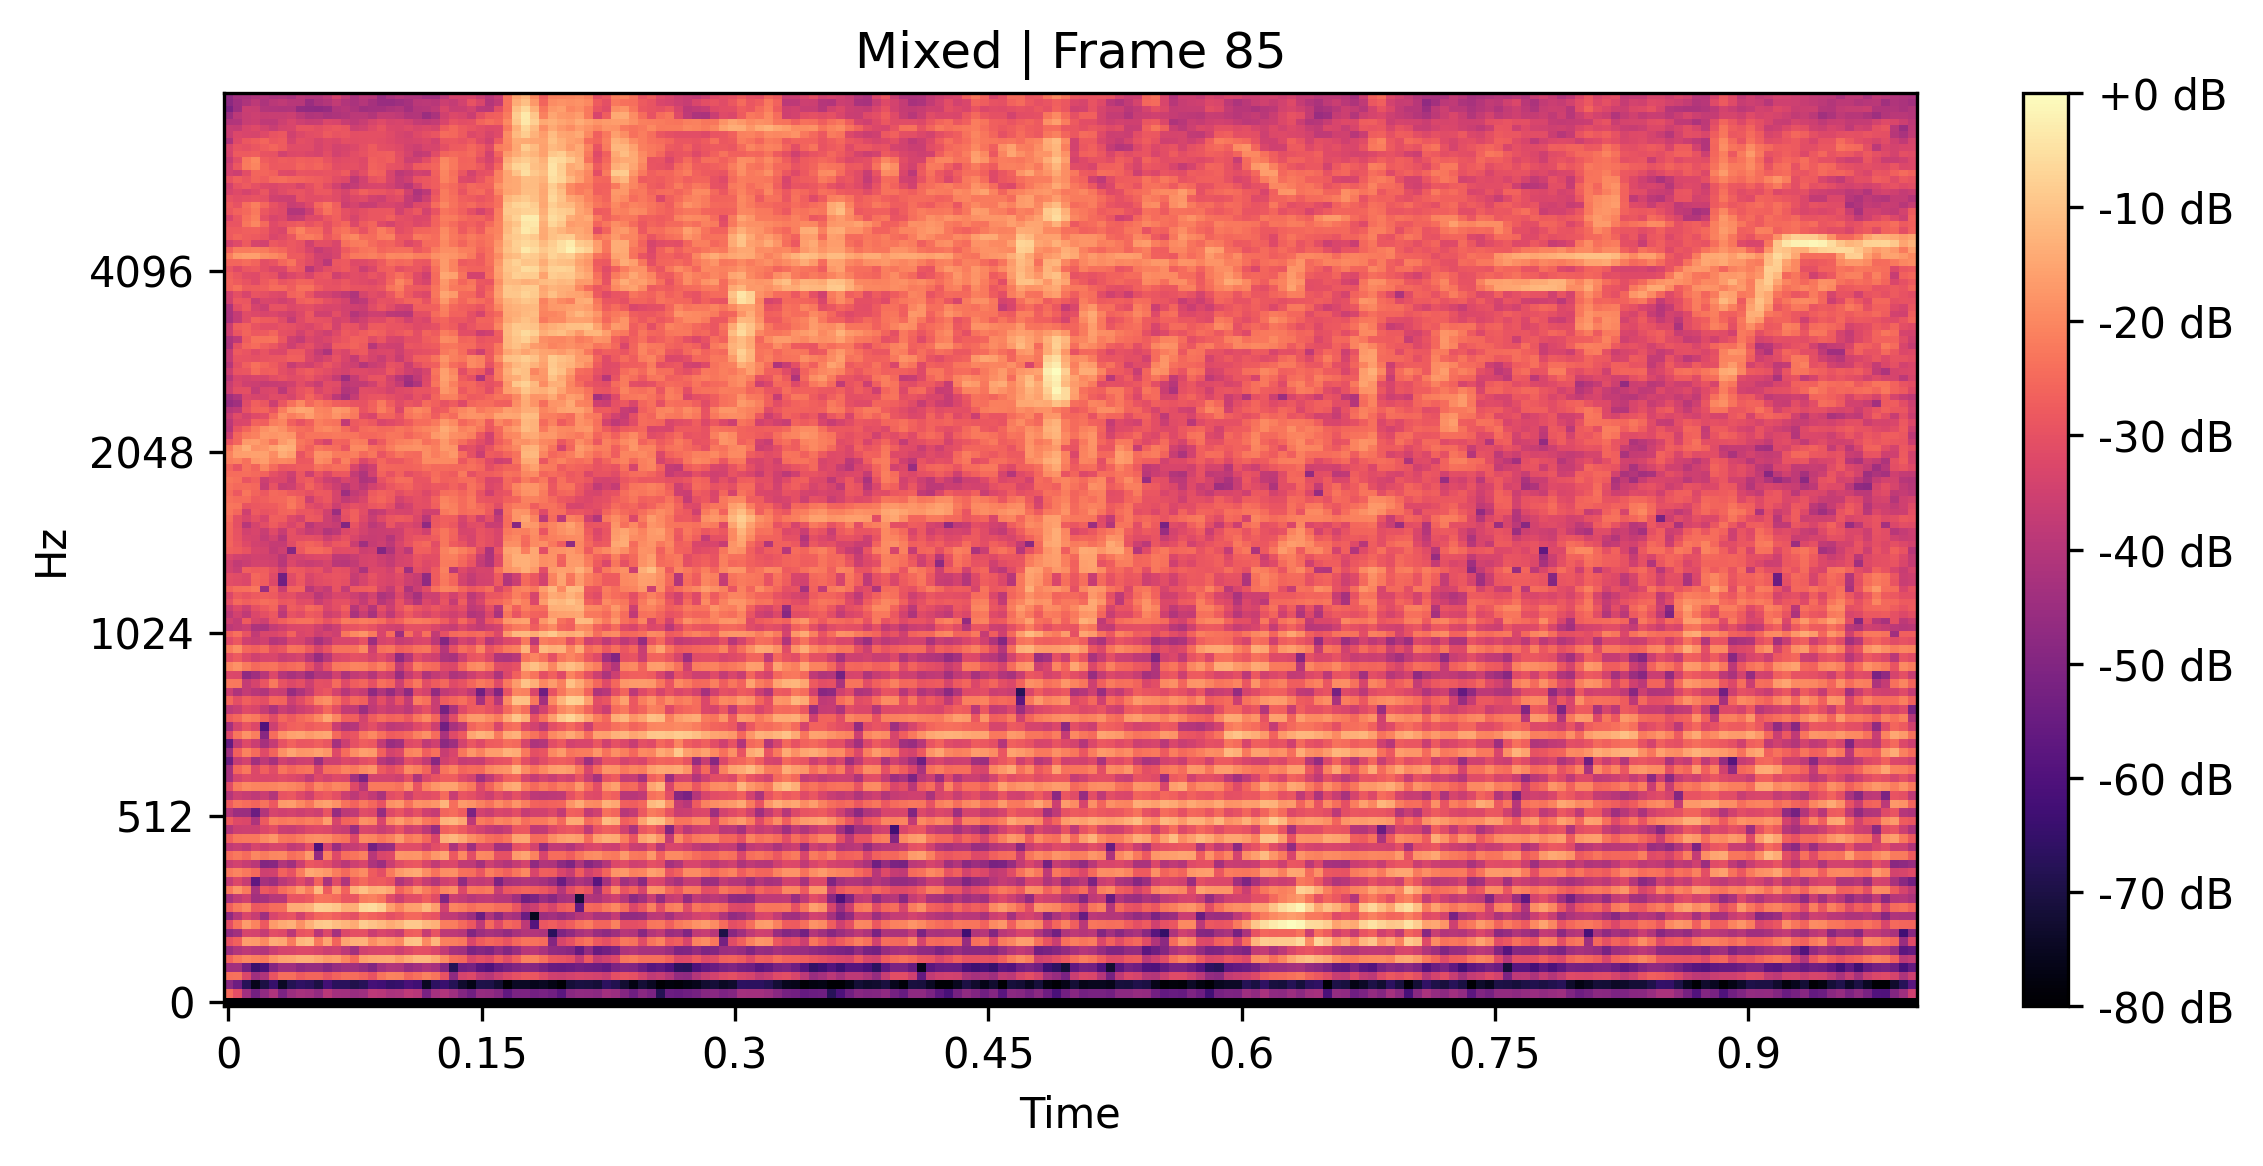 Mixed | Frame 85
+0 dB
4096
-10 dB
-20 dB
2048
-30 dB
Hz
-40 dB
1024
-50 dB
512
-60 dB
-70 dB
0
-80 dB
0 0.15 0.3 0.45 0.6 0.75 0.9
Time